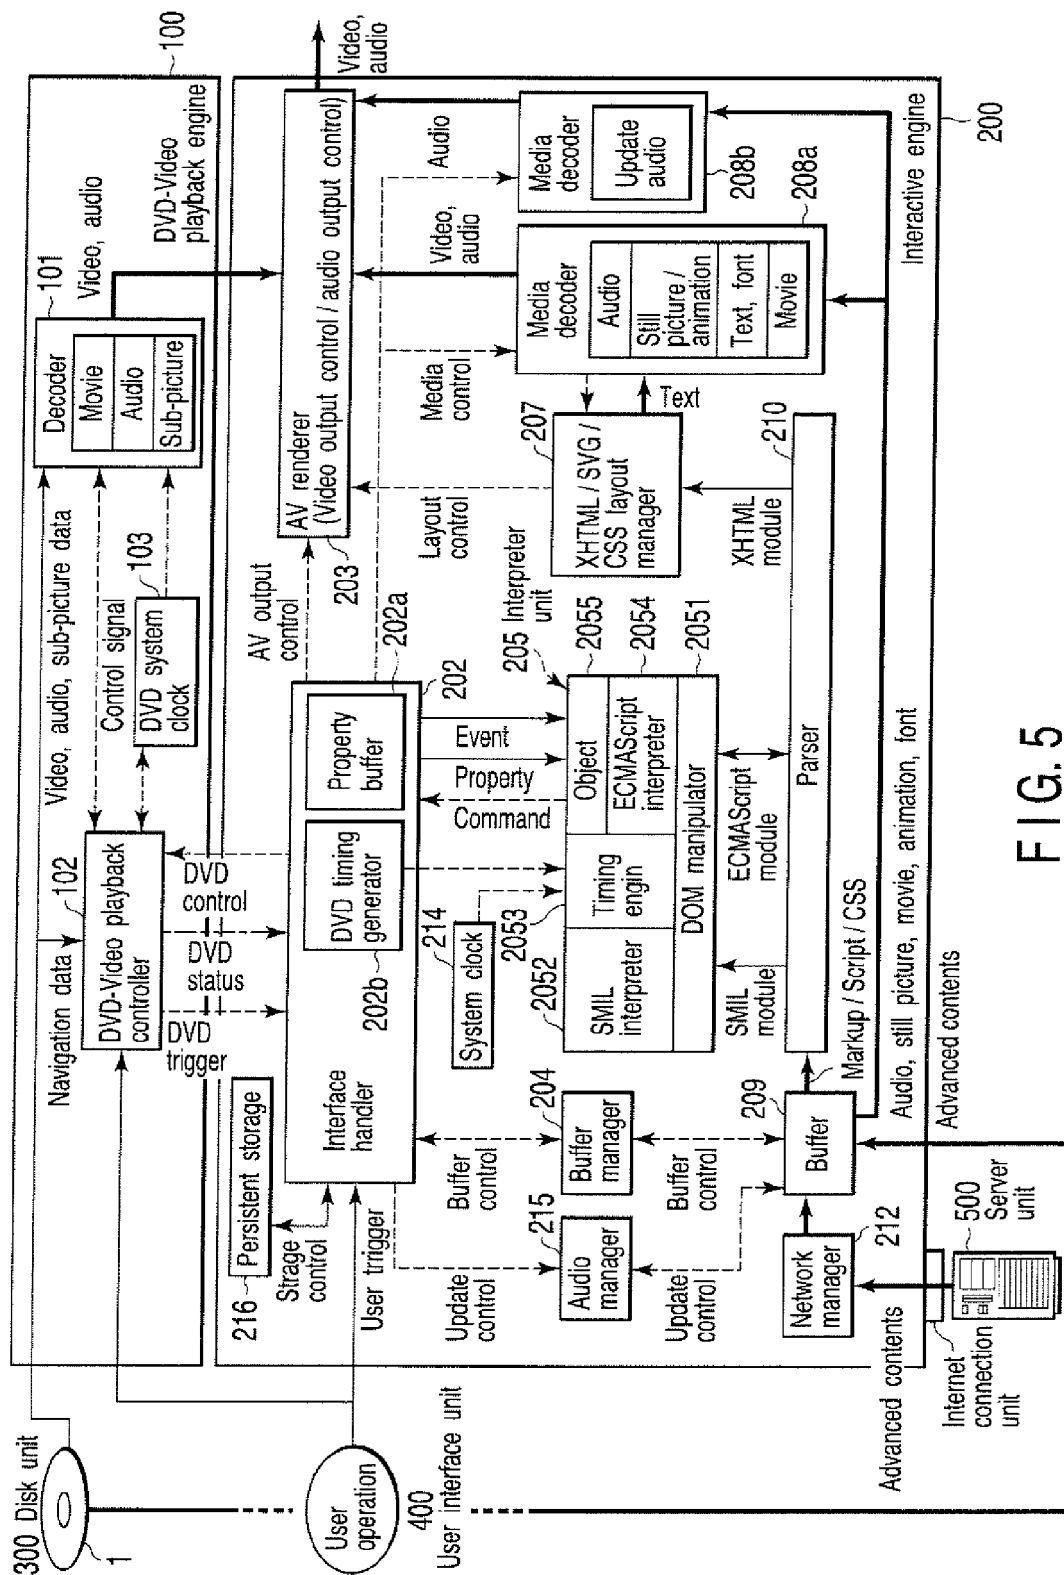 300 Disk unit
1
Video, audio, sub-picture data
Navigation data
102
DVD-Video playback
controller
Control signal
103
DVD system
clock
101
Decoder
Movie
Audio
Sub-picture
Video, audio
DVD-Video
playback engine
100
DVD
trigger
DVD
status
DVD
control
User
operation
400
User interface unit
216
Persistent storage
Strage
control
User trigger
Interface
handler
DVD timing
generator
202b
Property
buffer
202a
202
AV output
control
203
AV renderer
(Video output control / audio output control)
Video,
audio
Update
control
Buffer
control
214
System clock
Command
Property
Event
205 Interpreter
unit
Layout
control
Media
control
Video,
audio
Audio
215
Audio
manager
204
Buffer
manager
2052
2053
2055
2054
2051
SMIL
interpreter
Timing
engin
Object
ECMAScript
interpreter
DOM manipulator
207
XHTML / SVG /
CSS layout
manager
Text
Media
decoder
Audio
Still
picture /
animation
Text, font
Movie
208a
Media
decoder
Update
audio
208b
Update
control
Buffer
control
209
SMIL
module
ECMAScript
module
XHTML
module
210
212
Network
manager
Buffer
Parser
Markup / Script / CSS
Audio, still picture, movie, animation, font
Interactive engine
200
Advanced contents
Advanced contents
Internet
connection
unit
500
Server
unit
FIG. 5